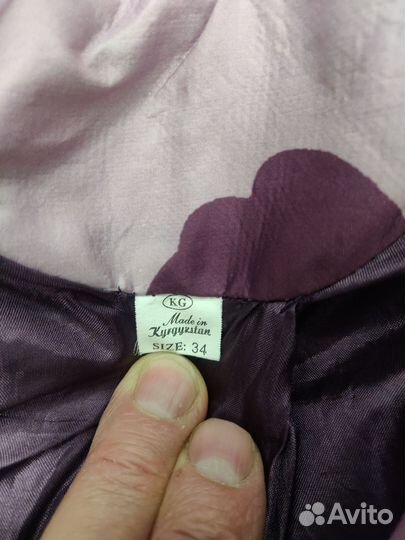 KG
Made in
Kyrgyzstan
SIZE: 34
Avito